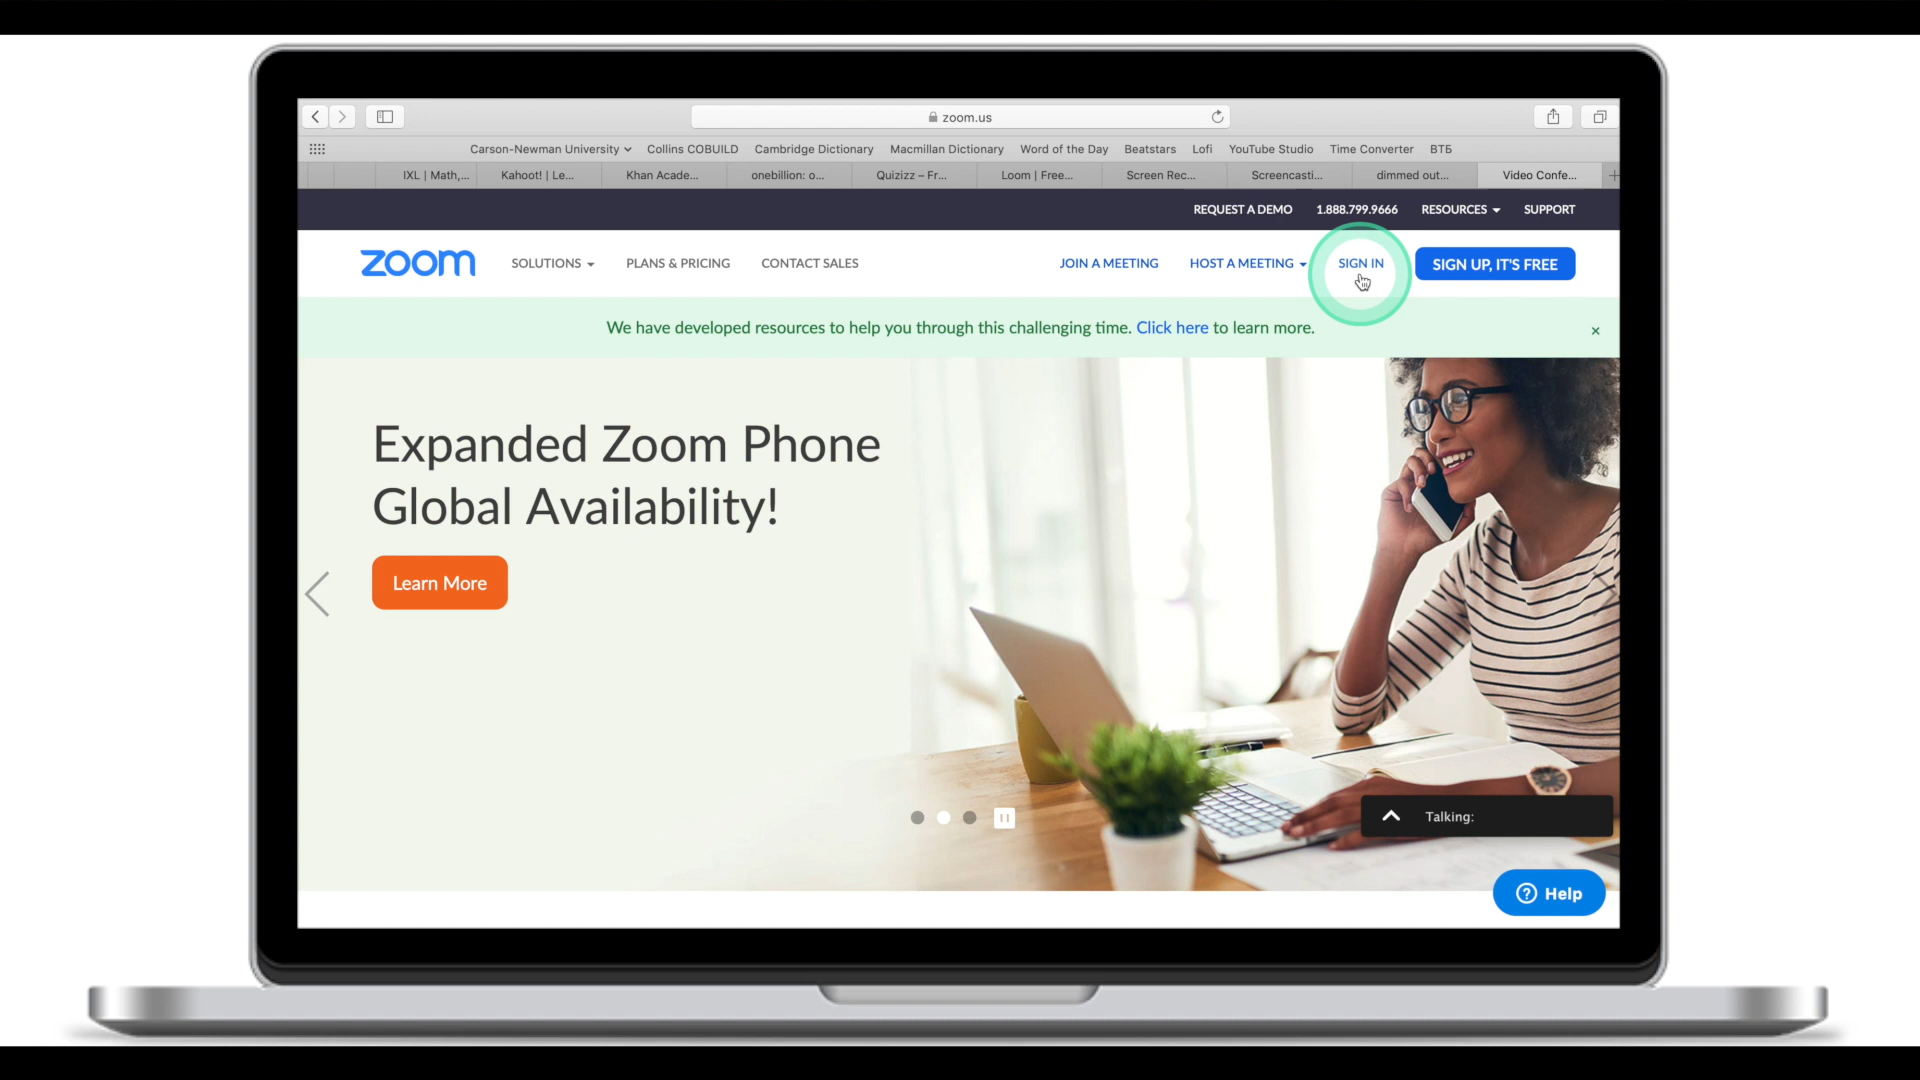 zoom.us
Carson-Newman University Collins COBUILD Cambridge Dictionary Macmillan Dictionary Word of the Day Beatstars Lofi YouTube Studio Time Converter ВТБ
IXL | Math,... Kahoot! | Le... Khan Acade... onebillion: o... Quizizz – Fr... Loom | Free... Screen Rec... Screencasti... dimmed out... Video Confe...
REQUEST A DEMO 1.888.799.9666 RESOURCES SUPPORT
zoom SOLUTIONS PLANS & PRICING CONTACT SALES JOIN A MEETING HOST A MEETING SIGN IN SIGN UP, IT'S FREE
We have developed resources to help you through this challenging time. Click here to learn more.
Expanded Zoom Phone
Global Availability!
Learn More
Talking:
Help